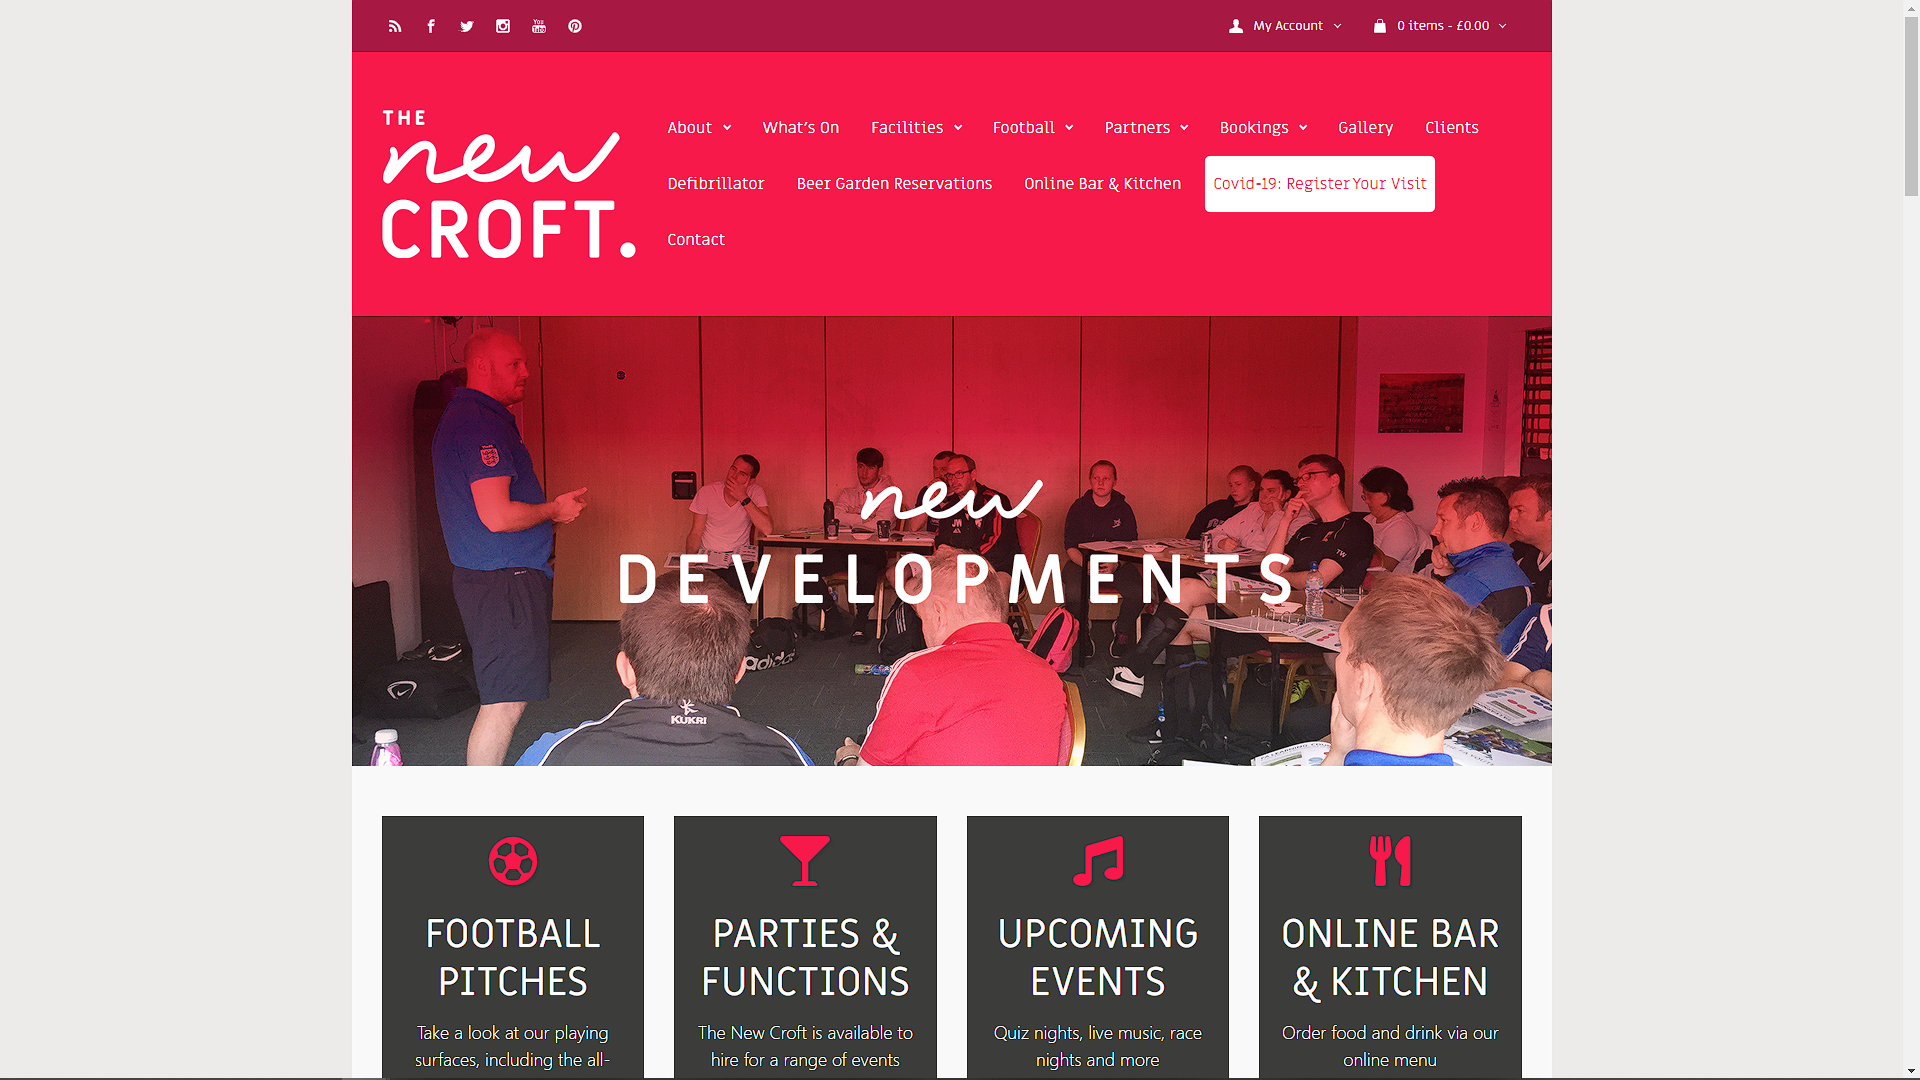 My Account
0 items - £0.00
THE
new
CROFT.
About
What's On
Facilities
Football
Partners
Bookings
Gallery
Clients
Defibrillator
Beer Garden Reservations
Online Bar & Kitchen
Covid-19: Register Your Visit
Contact
new
DEVELOPMENTS
JM
TW
adidas
KUKRI
FOOTBALL
PITCHES
Take a look at our playing
surfaces, including the all-
PARTIES &
FUNCTIONS
The New Croft is available to
hire for a range of events
UPCOMING
EVENTS
Quiz nights, live music, race
nights and more
ONLINE BAR
& KITCHEN
Order food and drink via our
online menu